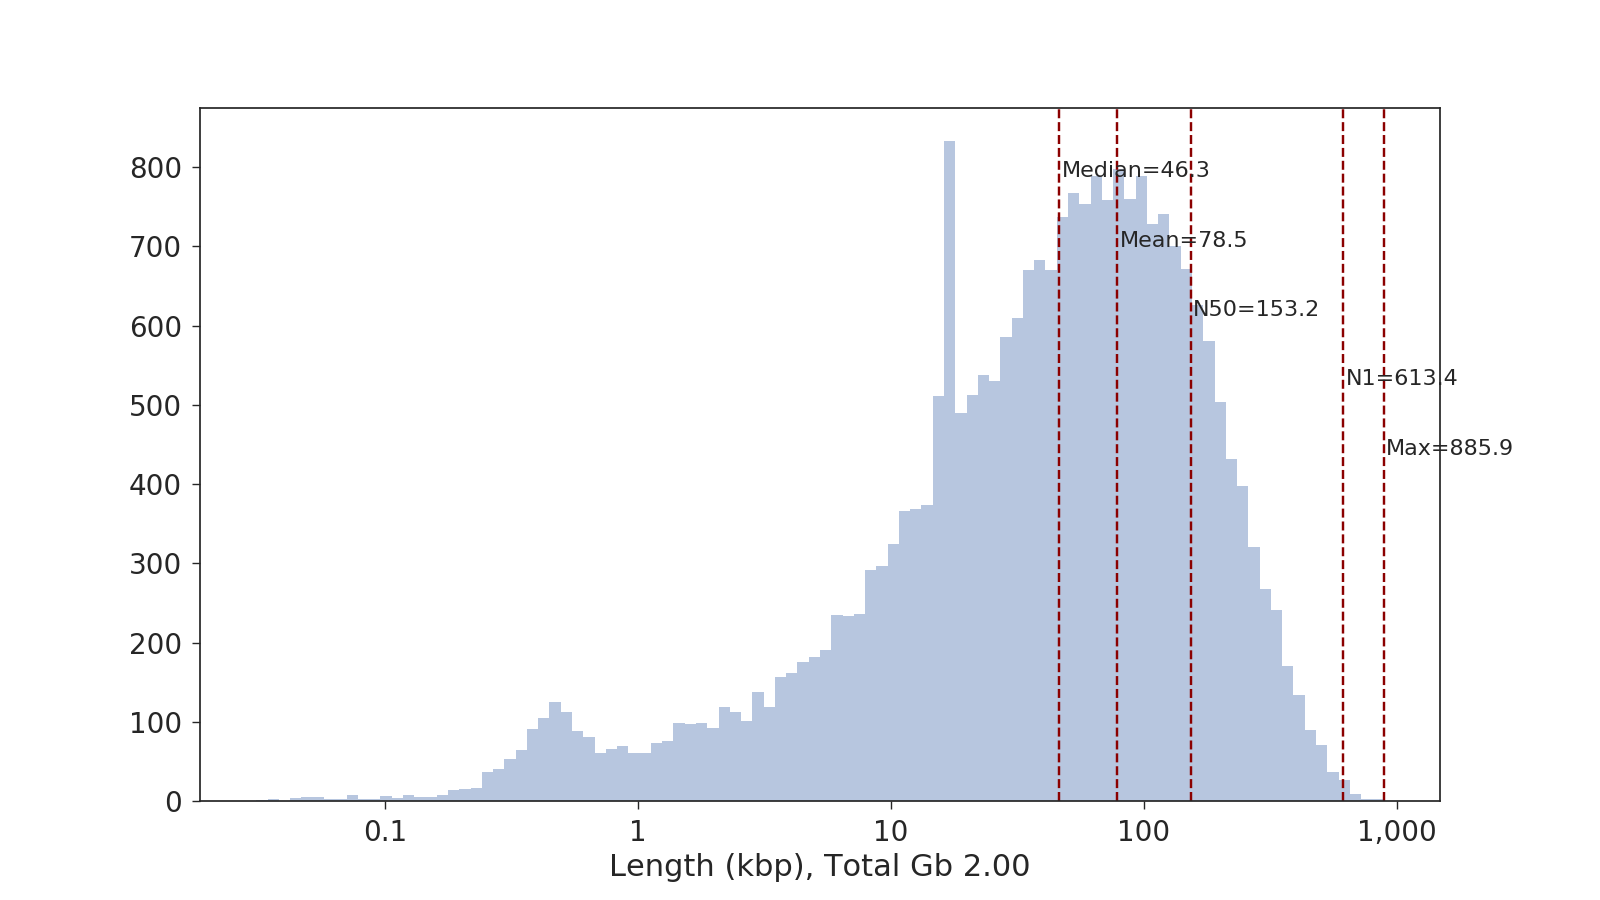 800
700
600
500
400
300
200
100
0
Median=46.3
Mean=78.5
N50=153.2
N1=613.4
Max=885.9
0.1 1 10 100 1,000
Length (kbp), Total Gb 2.00